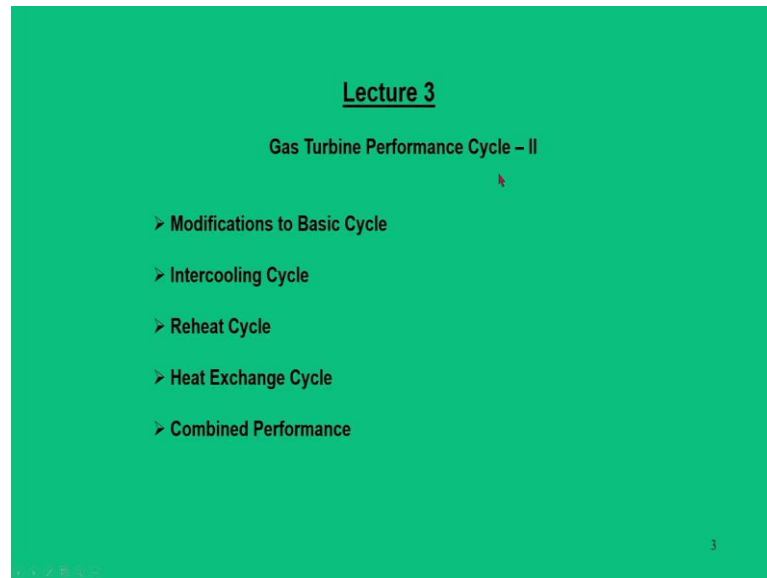 Lecture 3
Gas Turbine Performance Cycle – II
➢ Modifications to Basic Cycle
➢ Intercooling Cycle
➢ Reheat Cycle
➢ Heat Exchange Cycle
➢ Combined Performance
3